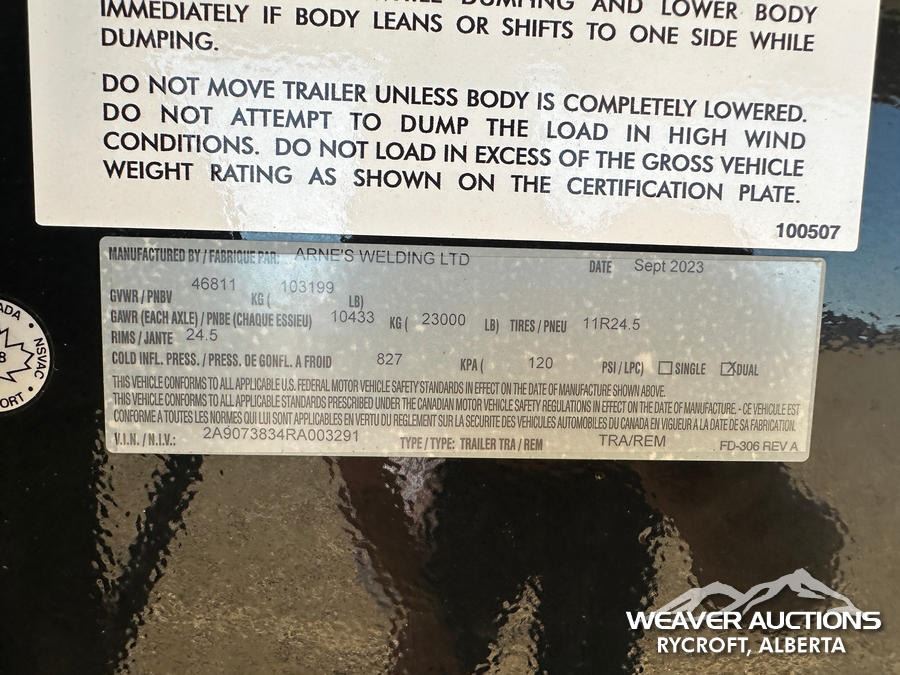 WHILE DUMPING AND LOWER BODY
IMMEDIATELY IF BODY LEANS OR SHIFTS TO ONE SIDE WHILE
DUMPING.
DO NOT MOVE TRAILER UNLESS BODY IS COMPLETELY LOWERED.
DO NOT ATTEMPT TO DUMP THE LOAD IN HIGH WIND
CONDITIONS. DO NOT LOAD IN EXCESS OF THE GROSS VEHICLE
WEIGHT RATING AS SHOWN ON THE CERTIFICATION PLATE.
100507
MANUFACTURED BY / FABRIQUE PAR: ARNE'S WELDING LTD DATE Sept 2023
GVWR / PNBV 46811 KG ( 103199 LB)
GAWR (EACH AXLE) / PNBE (CHAQUE ESSIEU) 10433 KG ( 23000 LB) TIRES / PNEU 11R24.5
RIMS / JANTE 24.5
COLD INFL. PRESS. / PRESS. DE GONFL. A FROID 827 KPA ( 120 PSI / LPC) SINGLE DUAL
THIS VEHICLE CONFORMS TO ALL APPLICABLE U.S. FEDERAL MOTOR VEHICLE SAFETY STANDARDS IN EFFECT ON THE DATE OF MANUFACTURE SHOWN ABOVE.
THIS VEHICLE CONFORMS TO ALL APPLICABLE STANDARDS PRESCRIBED UNDER THE CANADIAN MOTOR VEHICLE SAFETY REGULATIONS IN EFFECT ON THE DATE OF MANUFACTURE. - CE VEHICULE EST
CONFORME A TOUTES LES NORMES QUI LUI SONT APPLICABLES EN VERTU DU REGLEMENT SUR LA SECURITE DES VEHICULES AUTOMOBILES DU CANADA EN VIGUEUR A LA DATE DE SA FABRICATION.
V.I.N. / N.I.V.: 2A9073834RA003291 TYPE / TYPE: TRAILER TRA / REM TRA/REM FD-306 REV A
ADA
NSVAC
8
ORT
WEAVER AUCTIONS
RYCROFT, ALBERTA